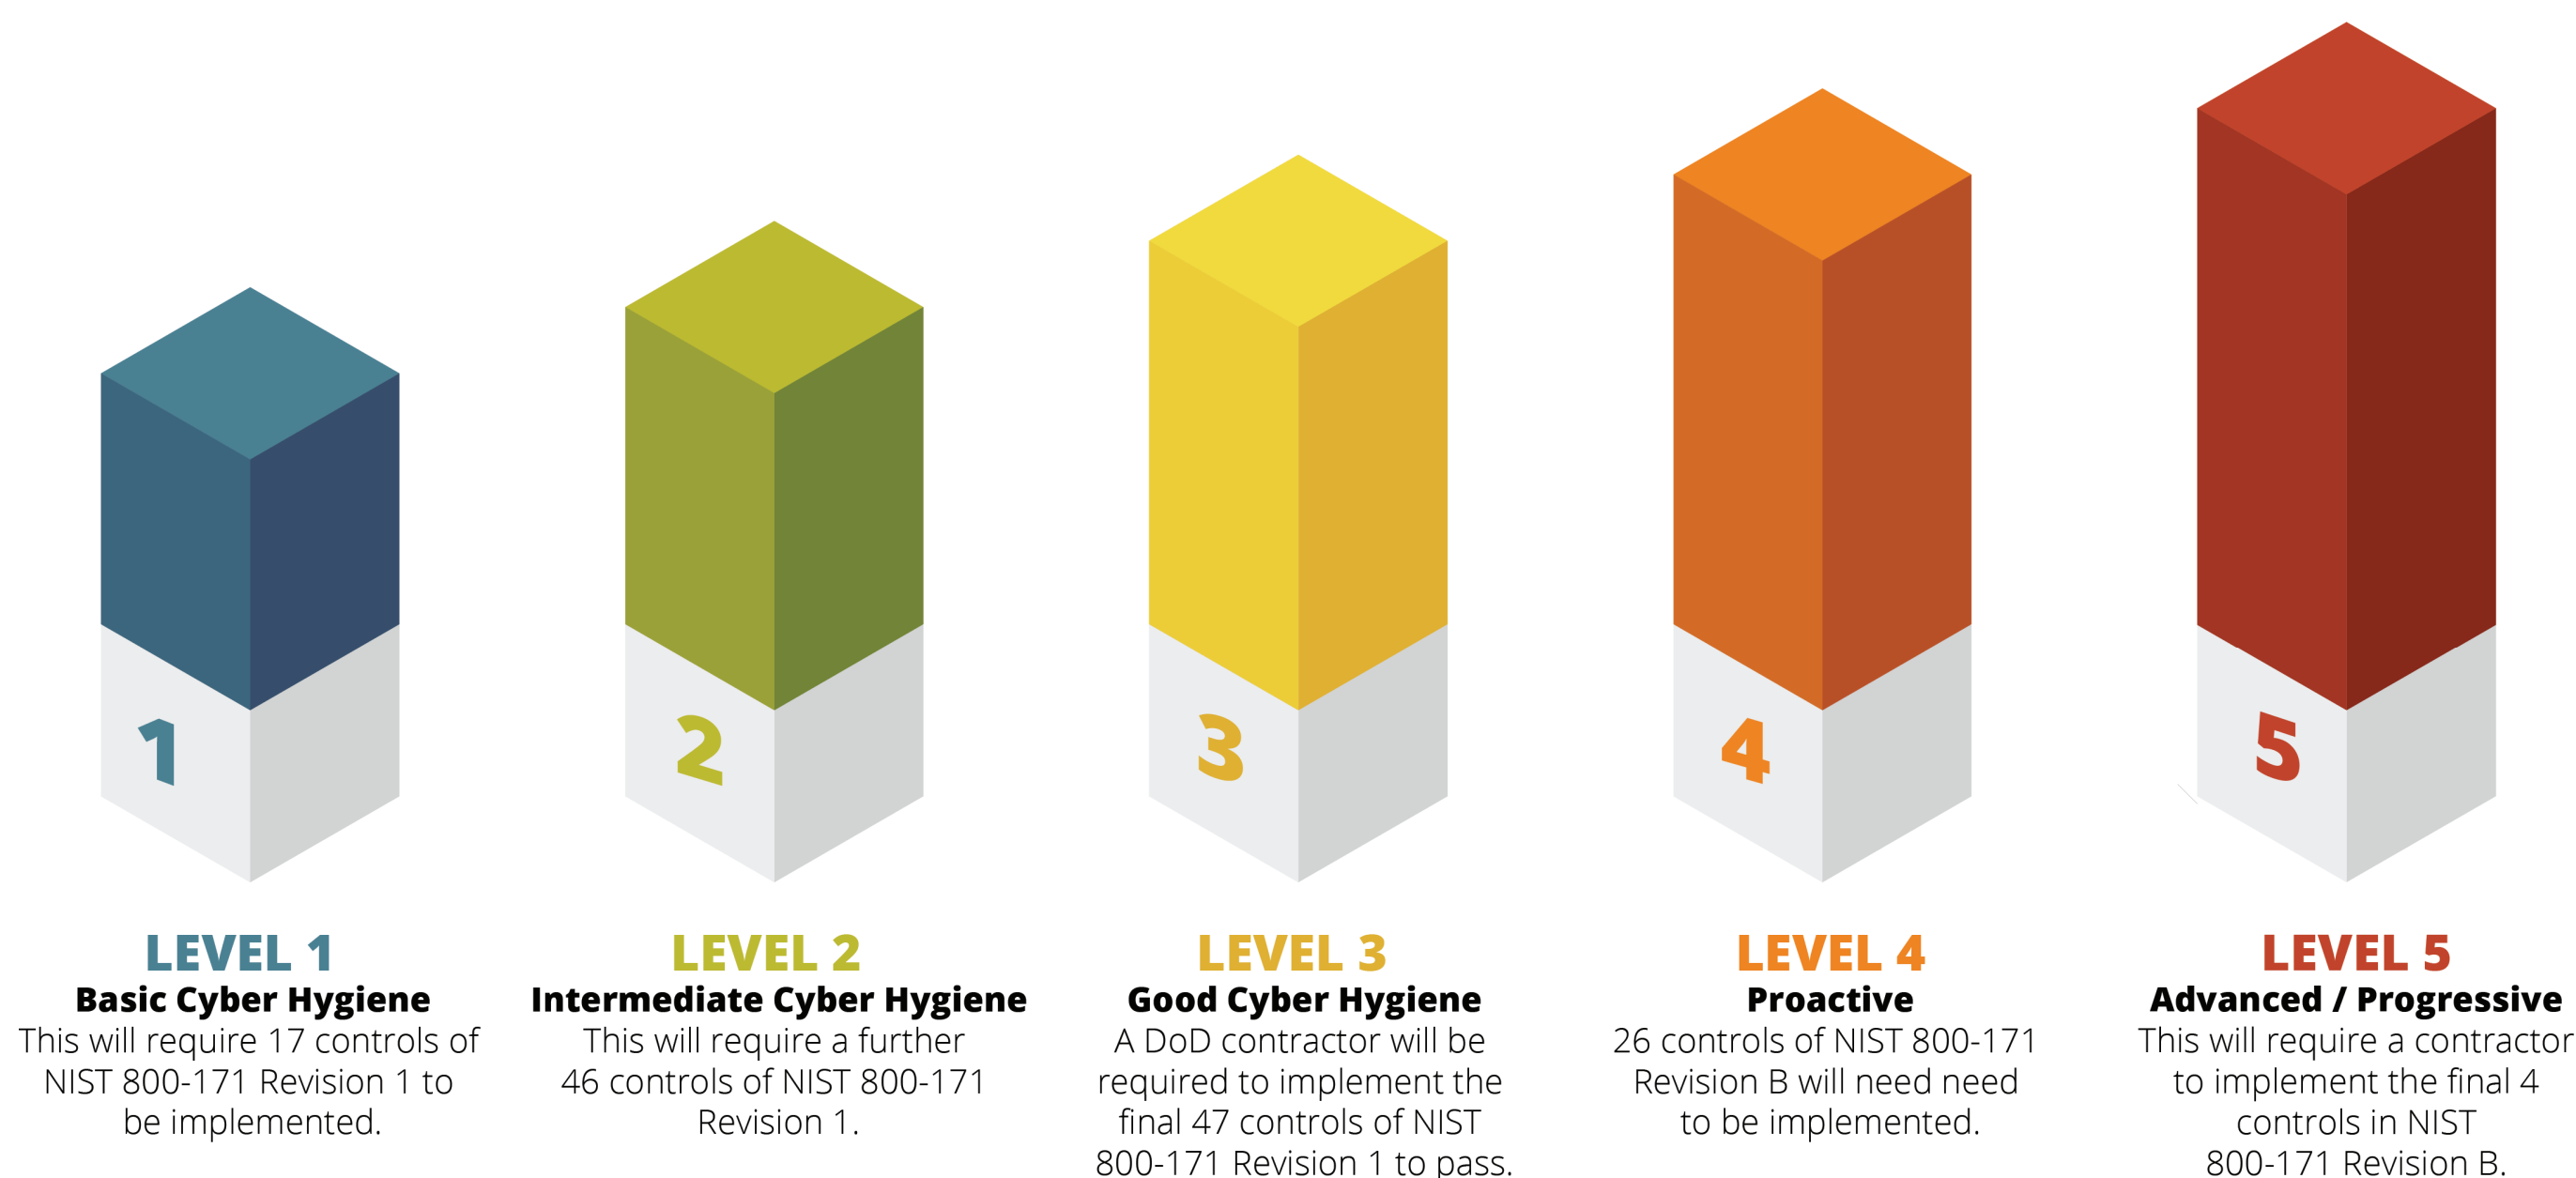 1
2
3
4
5
LEVEL 1
Basic Cyber Hygiene
This will require 17 controls of
NIST 800-171 Revision 1 to
be implemented.
LEVEL 2
Intermediate Cyber Hygiene
This will require a further
46 controls of NIST 800-171
Revision 1.
LEVEL 3
Good Cyber Hygiene
A DoD contractor will be
required to implement the
final 47 controls of NIST
800-171 Revision 1 to pass.
LEVEL 4
Proactive
26 controls of NIST 800-171
Revision B will need need
to be implemented.
LEVEL 5
Advanced / Progressive
This will require a contractor
to implement the final 4
controls in NIST
800-171 Revision B.